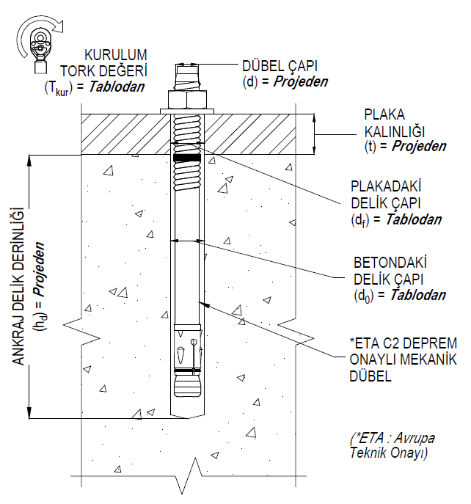 KURULUM
TORK DEĞERİ
(Tkur) = Tablodan
DÜBEL ÇAPI
(d) = Projeden
PLAKA
KALINLIĞI
(t) = Projeden
PLAKADAKİ
DELİK ÇAPI
(df) = Tablodan
BETONDAKİ
DELİK ÇAPI
(d0) = Tablodan
ANKRAJ DELİK DERİNLİĞİ
(hd) = Projeden
*ETA C2 DEPREM
ONAYLI MEKANİK
DÜBEL
(*ETA : Avrupa
Teknik Onayı)